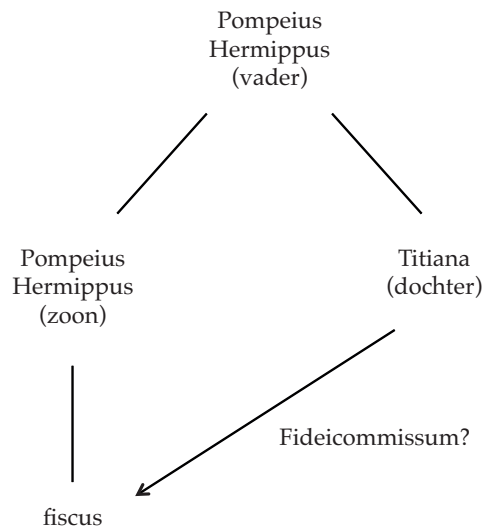 Pompeius
Hermippus
(vader)
Pompeius
Hermippus
(zoon)
Titiana
(dochter)
Fideicommissum?
fiscus